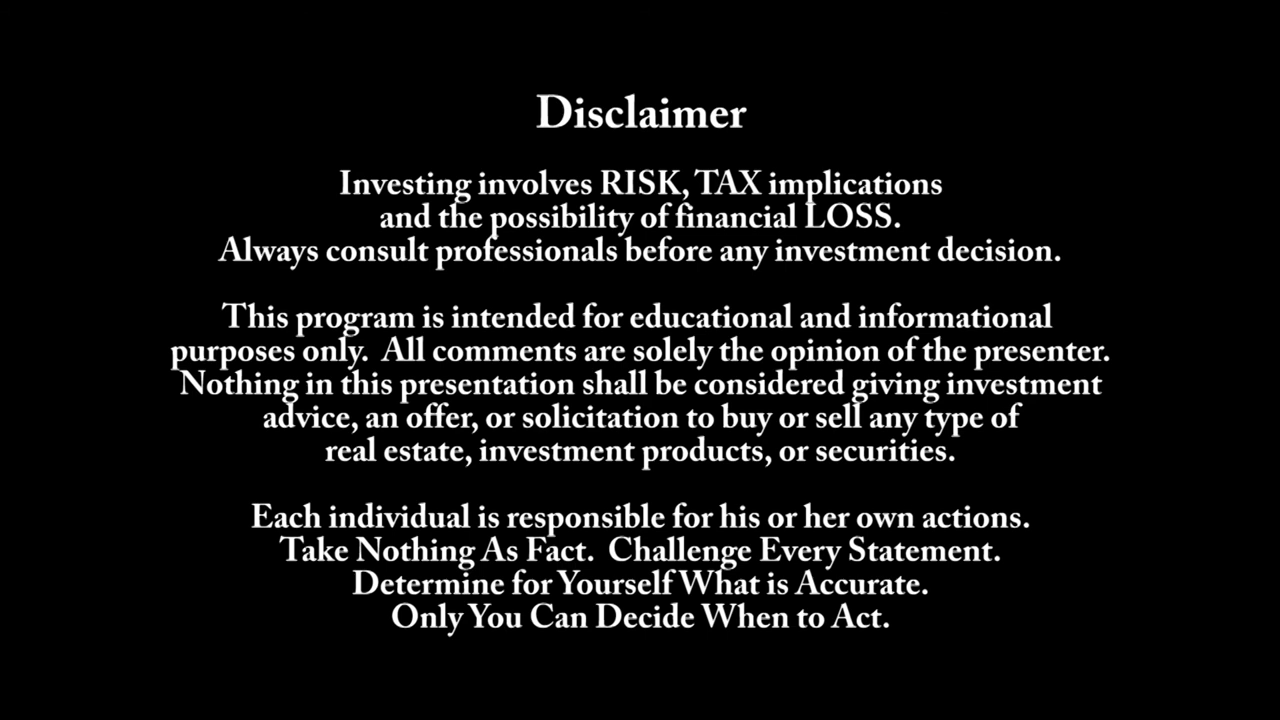 Disclaimer
Investing involves RISK, TAX implications
and the possibility of financial LOSS.
Always consult professionals before any investment decision.
This program is intended for educational and informational
purposes only.  All comments are solely the opinion of the presenter.
Nothing in this presentation shall be considered giving investment
advice, an offer, or solicitation to buy or sell any type of
real estate, investment products, or securities.
Each individual is responsible for his or her own actions.
Take Nothing As Fact.  Challenge Every Statement.
Determine for Yourself What is Accurate.
Only You Can Decide When to Act.